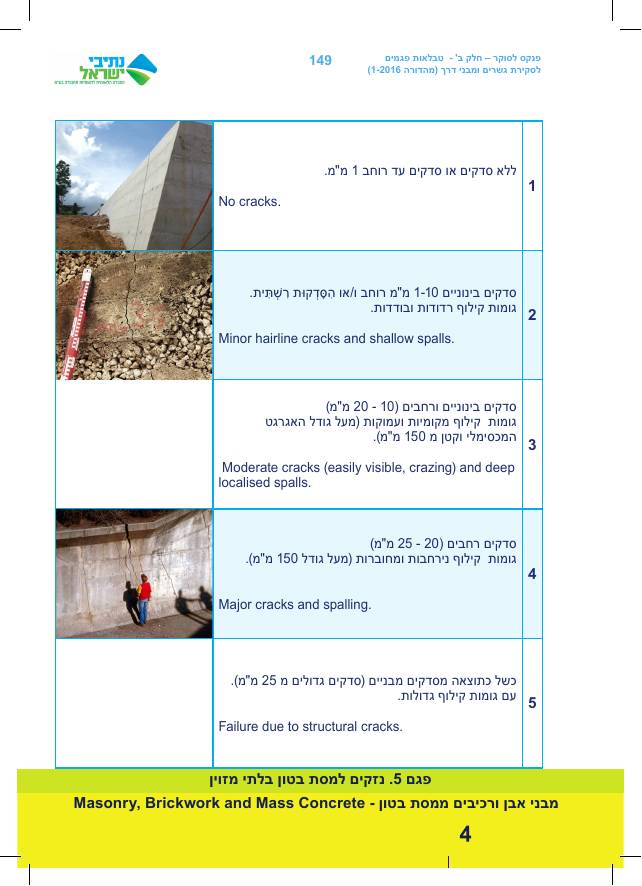 נתיבי
ישראל
149
פנקס לסוקר – חלק ב' - טבלאות פגמים
לסקירת גשרים ומבני דרך (מהדורה 1-2016)
1
ללא סדקים או סדקים עד רוחב 1 מ"מ.
No cracks.
2
סדקים בינוניים 1-10 מ"מ רוחב ו/או הִסָּדְקוּת רִשְׁתִּית.
גומות קילוף רדודות ובודדות.
Minor hairline cracks and shallow spalls.
3
סדקים בינוניים ורחבים (10 - 20 מ"מ)
גומות קילוף מקומיות ועמוקות (מעל גודל האגרגט
המכסימלי וקטן מ 150 מ"מ).
Moderate cracks (easily visible, crazing) and deep
localised spalls.
4
סדקים רחבים (20 - 25 מ"מ)
גומות קילוף נירחבות ומחוברות (מעל גודל 150 מ"מ).
Major cracks and spalling.
5
כשל כתוצאה מסדקים מבניים (סדקים גדולים מ 25 מ"מ).
עם גומות קילוף גדולות.
Failure due to structural cracks.
פגם 5. נזקים למסת בטון בלתי מזוין
מבני אבן ורכיבים ממסת בטון - Masonry, Brickwork and Mass Concrete
4